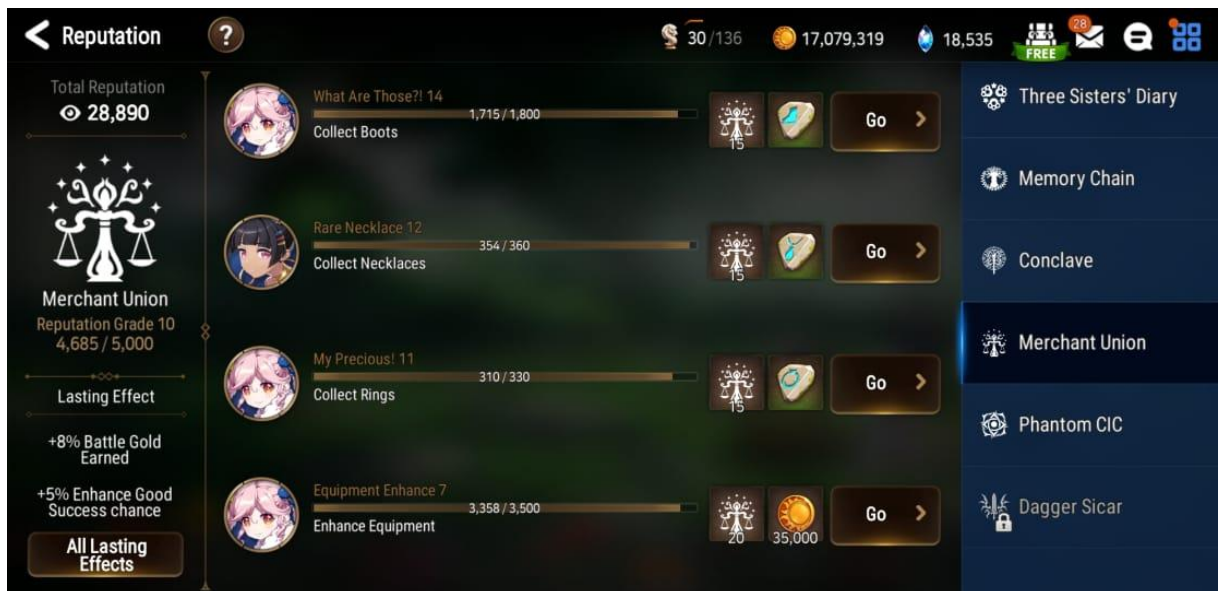 Reputation
?
30/136
17,079,319
18,535
FREE
28
Total Reputation
28,890
Merchant Union
Reputation Grade 10
4,685 / 5,000
Lasting Effect
+8% Battle Gold
Earned
+5% Enhance Good
Success chance
All Lasting
Effects
What Are Those?! 14
1,715 / 1,800
Collect Boots
15
Go
Rare Necklace 12
354 / 360
Collect Necklaces
15
Go
My Precious! 11
310 / 330
Collect Rings
15
Go
Equipment Enhance 7
3,358 / 3,500
Enhance Equipment
20
35,000
Go
Three Sisters' Diary
Memory Chain
Conclave
Merchant Union
Phantom CIC
Dagger Sicar